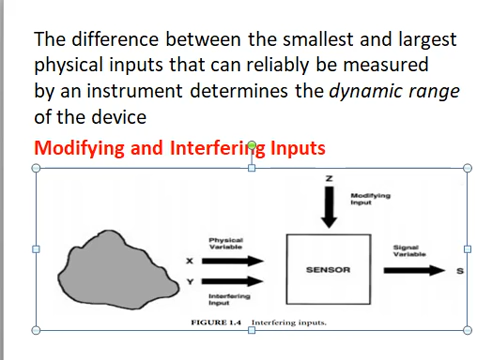 The difference between the smallest and largest
physical inputs that can reliably be measured
by an instrument determines the dynamic range
of the device
Modifying and Interfering Inputs
Z
Modifying
Input
Physical
Variable
X
Y
Interfering
Input
SENSOR
Signal
Variable
S
FIGURE 1.4 Interfering inputs.